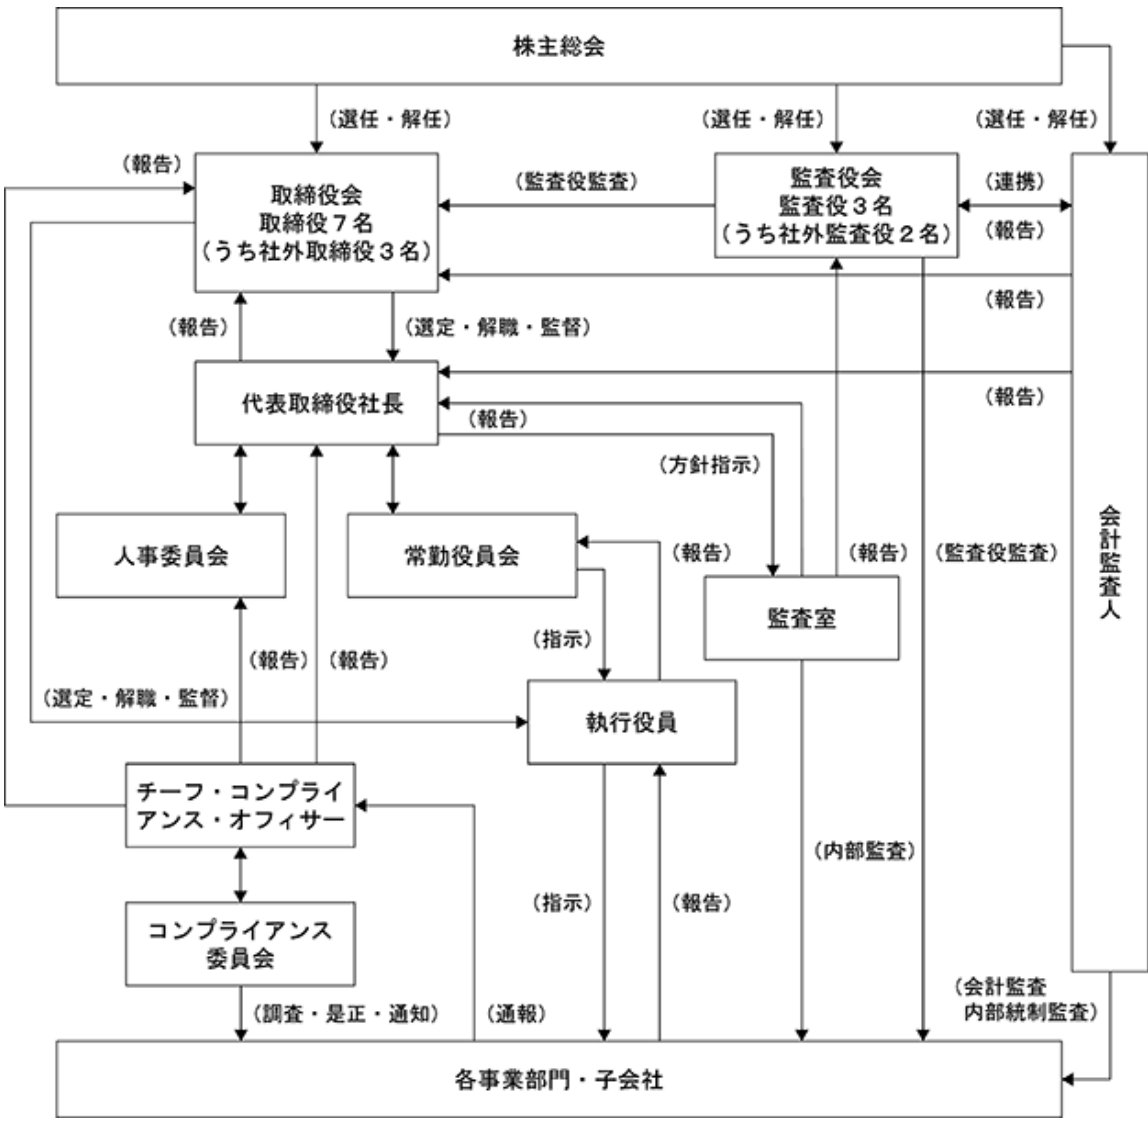 株主総会
（選任・解任）
（選任・解任）
（選任・解任）
（報告）
取締役会
取締役７名
（うち社外取締役３名）
（監査役監査）
監査役会
監査役３名
（うち社外監査役２名）
（連携）
（報告）
（報告）
（報告）
（選定・解職・監督）
代表取締役社長
（報告）
（報告）
（方針指示）
人事委員会
常勤役員会
（報告）
（報告）
（監査役監査）
会計監査人
監査室
（指示）
（報告）
（報告）
（選定・解職・監督）
執行役員
チーフ・コンプライ
アンス・オフィサー
（内部監査）
（指示）
（報告）
コンプライアンス
委員会
（調査・是正・通知）
（通報）
（会計監査
内部統制監査）
各事業部門・子会社